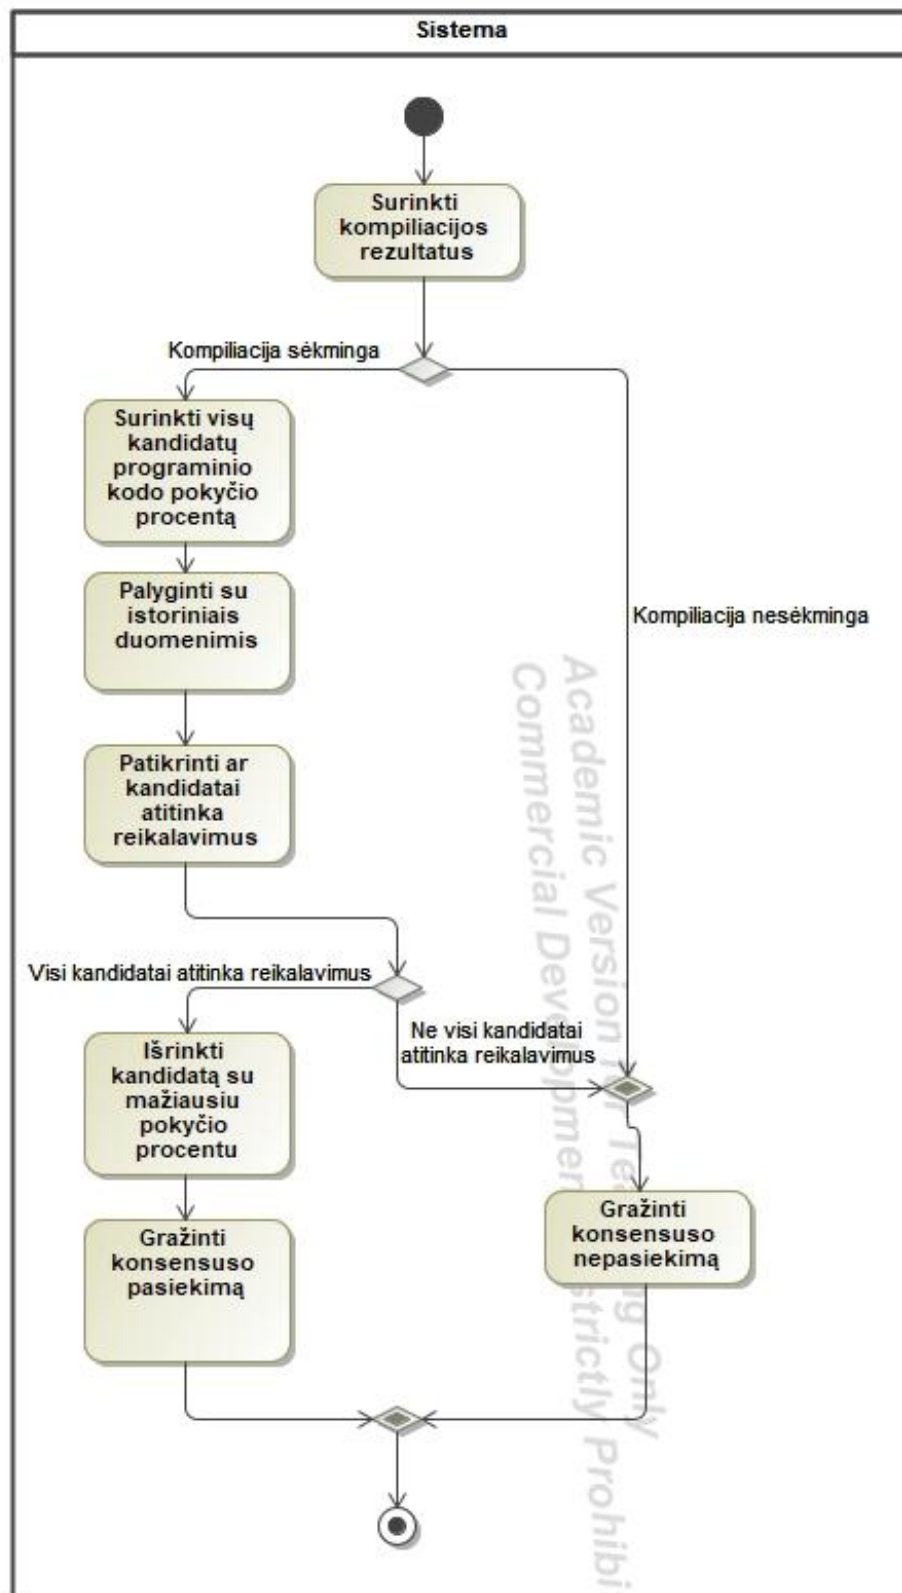 Sistema
Surinkti
kompiliacijos
rezultatus
Kompiliacija sėkminga
Surinkti visų
kandidatų
programinio
kodo pokyčio
procentą
Palyginti su
istoriniais
duomenimis
Kompiliacija nesėkminga
Patikrinti ar
kandidatai
atitinka
reikalavimus
Visi kandidatai atitinka reikalavimus
Ne visi kandidatai
atitinka reikalavimus
Išrinkti
kandidatą su
mažiausiu
pokyčio
procentu
Gražinti
konsensuso
pasiekimą
Gražinti
konsensuso
nepasiekimą
Academic Version for Testing Only
Commercial Development strictly Prohibi